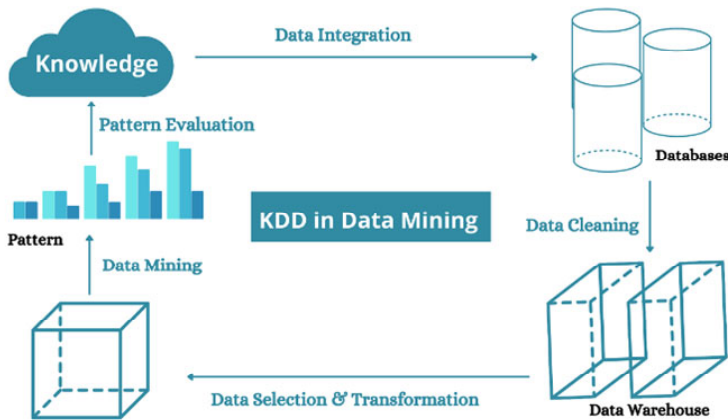 Knowledge
Data Integration
Databases
Pattern Evaluation
KDD in Data Mining
Pattern
Data Cleaning
Data Mining
Data Selection & Transformation
Data Warehouse